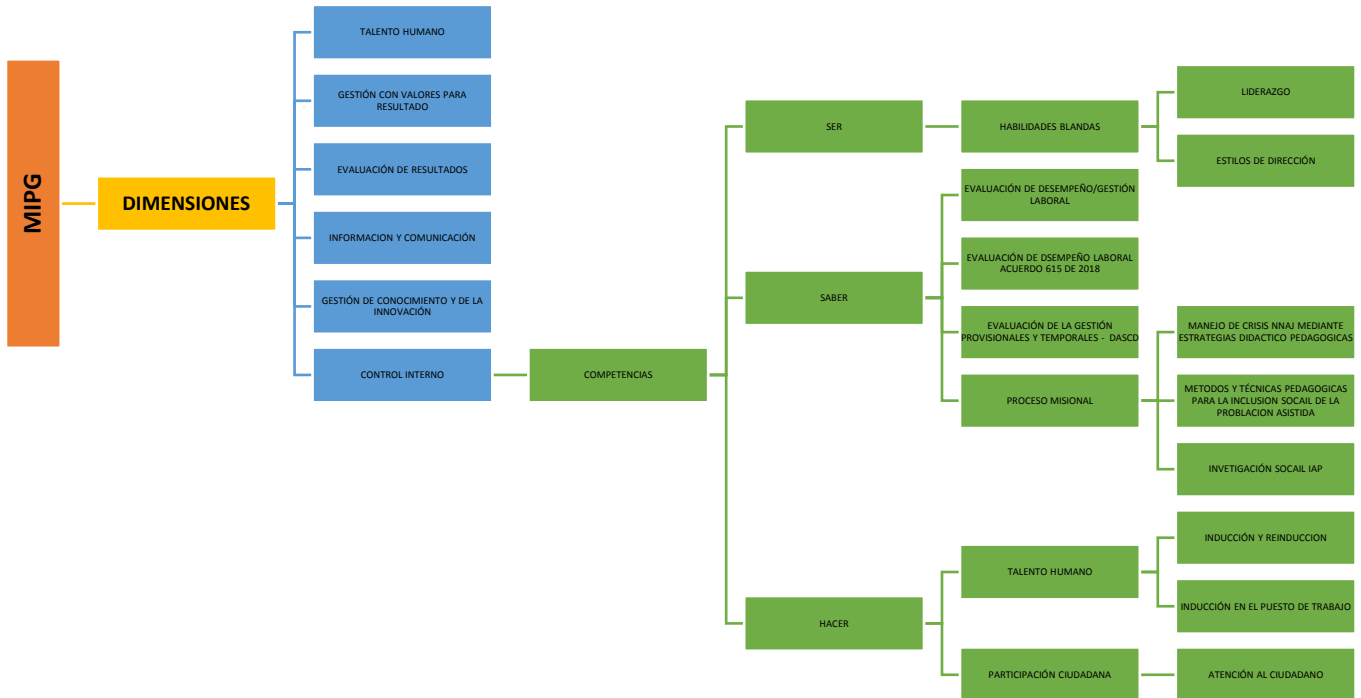 MIPG
DIMENSIONES
TALENTO HUMANO
GESTIÓN CON VALORES PARA
RESULTADO
EVALUACIÓN DE RESULTADOS
INFORMACION Y COMUNICACIÓN
GESTIÓN DE CONOCIMIENTO Y DE LA
INNOVACIÓN
CONTROL INTERNO
COMPETENCIAS
SER
HABILIDADES BLANDAS
LIDERAZGO
ESTILOS DE DIRECCIÓN
SABER
EVALUACIÓN DE DESEMPEÑO/GESTIÓN
LABORAL
EVALUACIÓN DE DSEMPEÑO LABORAL
ACUERDO 615 DE 2018
EVALUACIÓN DE LA GESTIÓN
PROVISIONALES Y TEMPORALES - DASCD
PROCESO MISIONAL
MANEJO DE CRISIS NNAJ MEDIANTE
ESTRATEGIAS DIDACTICO PEDAGOGICAS
METODOS Y TÉCNICAS PEDAGOGICAS
PARA LA INCLUSION SOCAIL DE LA
PROBLACION ASISTIDA
INVETIGACIÓN SOCAIL IAP
HACER
TALENTO HUMANO
INDUCCIÓN Y REINDUCCION
INDUCCIÓN EN EL PUESTO DE TRABAJO
PARTICIPACIÓN CIUDADANA
ATENCIÓN AL CIUDADANO